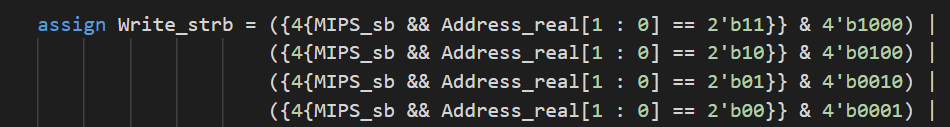 assign Write_strb = ({4{MIPS_sb && Address_real[1 : 0] == 2'b11}} & 4'b1000) |
({4{MIPS_sb && Address_real[1 : 0] == 2'b10}} & 4'b0100) |
({4{MIPS_sb && Address_real[1 : 0] == 2'b01}} & 4'b0010) |
({4{MIPS_sb && Address_real[1 : 0] == 2'b00}} & 4'b0001) |